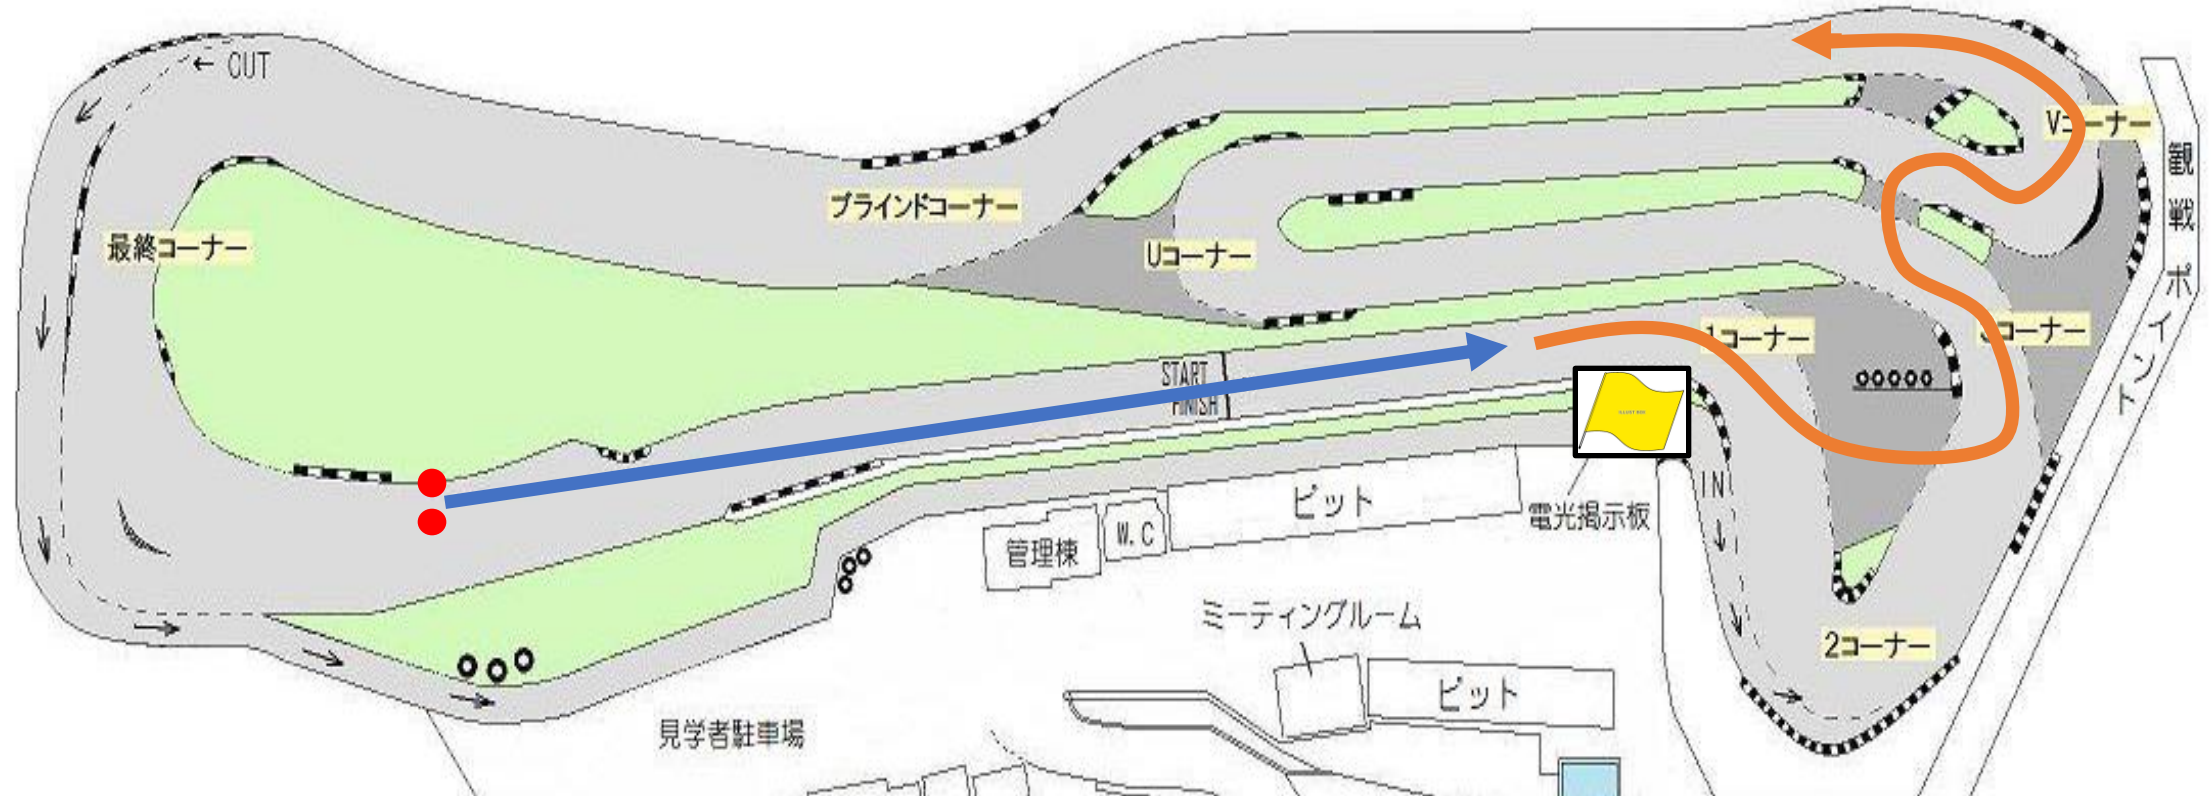 ← OUT
Vコーナー
観戦ポイント
ブラインドコーナー
最終コーナー
Uコーナー
1コーナー
Sコーナー
START
FINISH
IN
ピット
電光掲示板
W.C
管理棟
ミーティングルーム
2コーナー
ピット
見学者駐車場